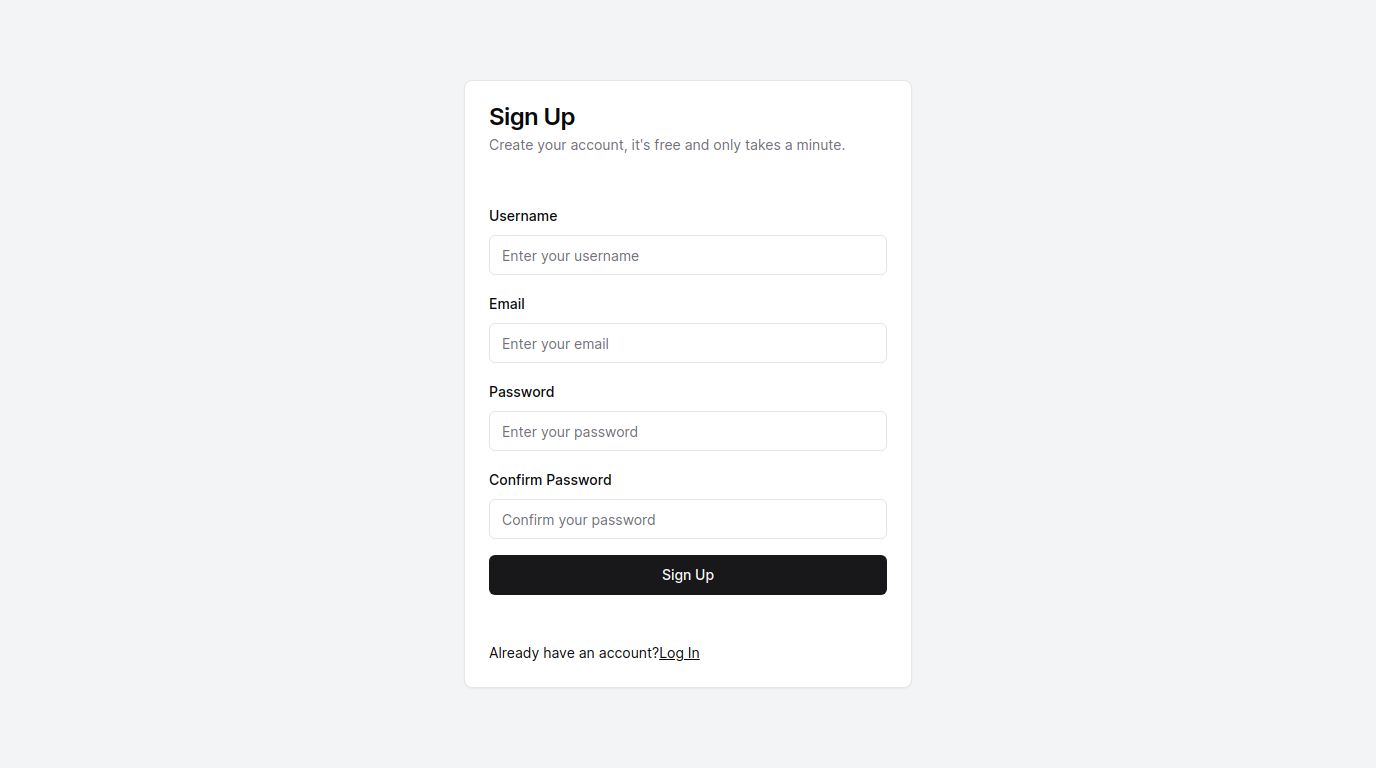 Sign Up
Create your account, it's free and only takes a minute.
Username
Enter your username
Email
Enter your email
Password
Enter your password
Confirm Password
Confirm your password
Sign Up
Already have an account?Log In